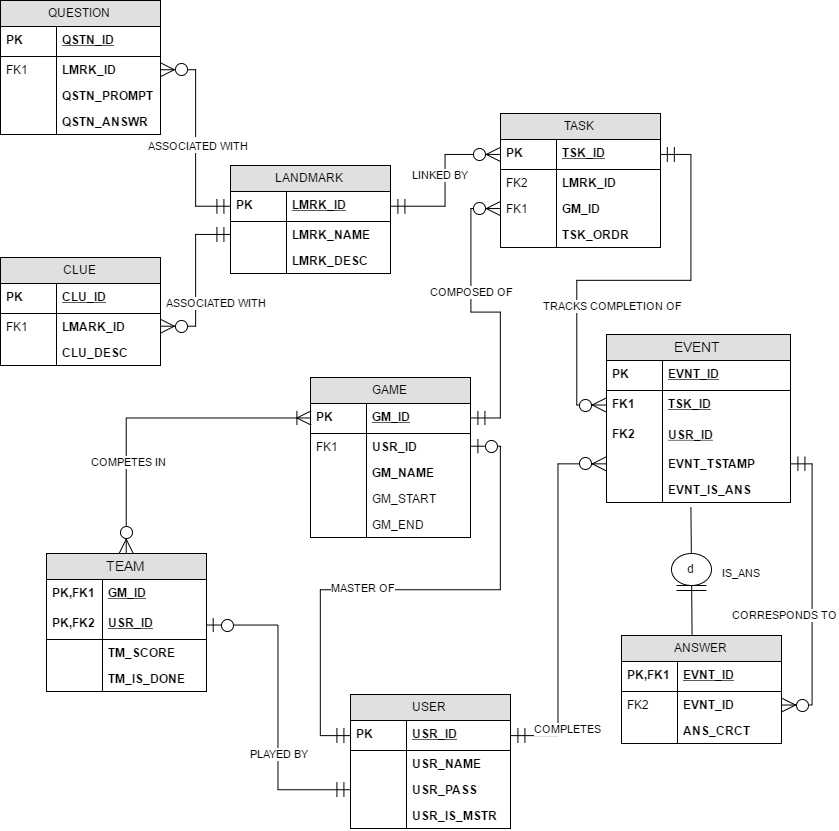 QUESTION
PK QSTN_ID
FK1 LMRK_ID
QSTN_PROMPT
QSTN_ANSWR
ASSOCIATED WITH
LANDMARK
PK LMRK_ID
LMRK_NAME
LMRK_DESC
LINKED BY
TASK
PK TSK_ID
FK2 LMRK_ID
FK1 GM_ID
TSK_ORDR
CLUE
PK CLU_ID
FK1 LMARK_ID
CLU_DESC
ASSOCIATED WITH
COMPOSED OF
TRACKS COMPLETION OF
EVENT
PK EVNT_ID
FK1 TSK_ID
FK2 USR_ID
EVNT_TSTAMP
EVNT_IS_ANS
GAME
PK GM_ID
FK1 USR_ID
GM_NAME
GM_START
GM_END
COMPETES IN
TEAM
PK,FK1 GM_ID
PK,FK2 USR_ID
TM_SCORE
TM_IS_DONE
MASTER OF
d
IS_ANS
CORRESPONDS TO
ANSWER
PK,FK1 EVNT_ID
FK2 EVNT_ID
ANS_CRCT
USER
PK USR_ID
USR_NAME
USR_PASS
USR_IS_MSTR
COMPLETES
PLAYED BY